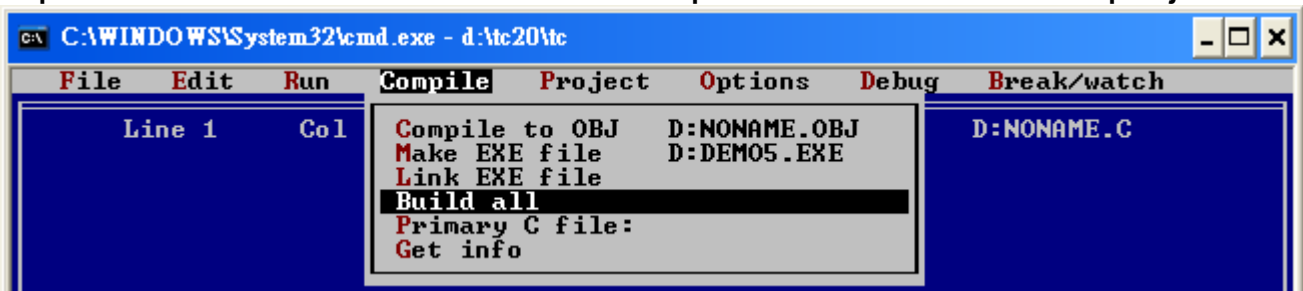 C:\WINDOWS\System32\cmd.exe - d:\tc20\tc
File Edit Run Compile Project Options Debug Break/watch
Line 1 Col D:NONAME.C
Compile to OBJ D:NONAME.OBJ
Make EXE file D:DEMO5.EXE
Link EXE file
Build all
Primary C file:
Get info